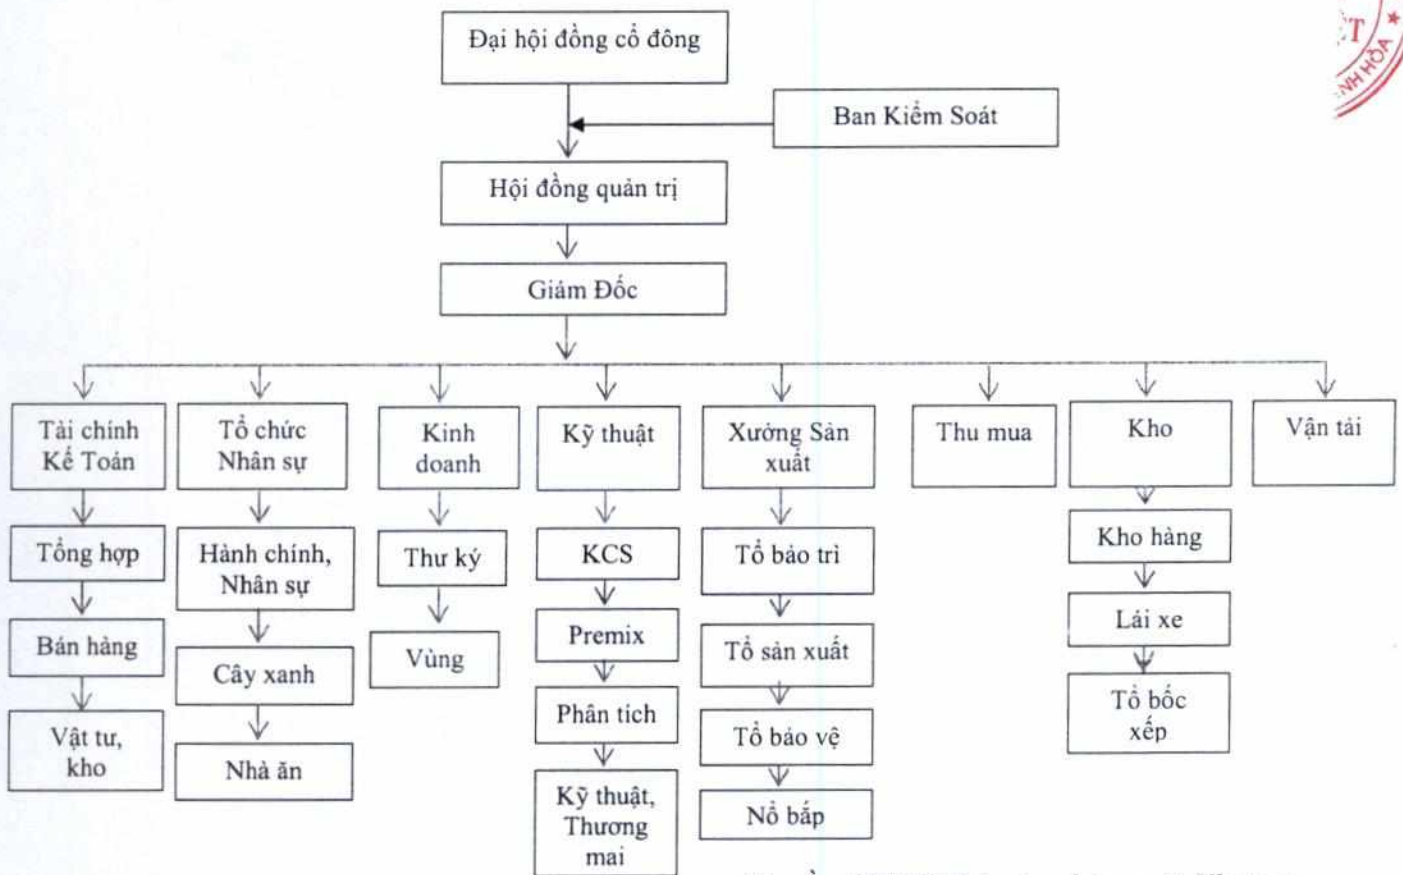 Đại hội đồng cổ đông
Ban Kiểm Soát
Hội đồng quản trị
Giám Đốc
Tài chính
Kế Toán
Tổ chức
Nhân sự
Kinh
doanh
Kỹ thuật
Xưởng Sản
xuất
Thu mua
Kho
Vận tải
Tổng hợp
Bán hàng
Vật tư,
kho
Hành chính,
Nhân sự
Cây xanh
Nhà ăn
Thư ký
Vùng
KCS
Premix
Phân tích
Kỹ thuật,
Thương
mai
Tổ bảo trì
Tổ sản xuất
Tổ bảo vệ
Nổ bắp
Kho hàng
Lái xe
Tổ bốc
xếp